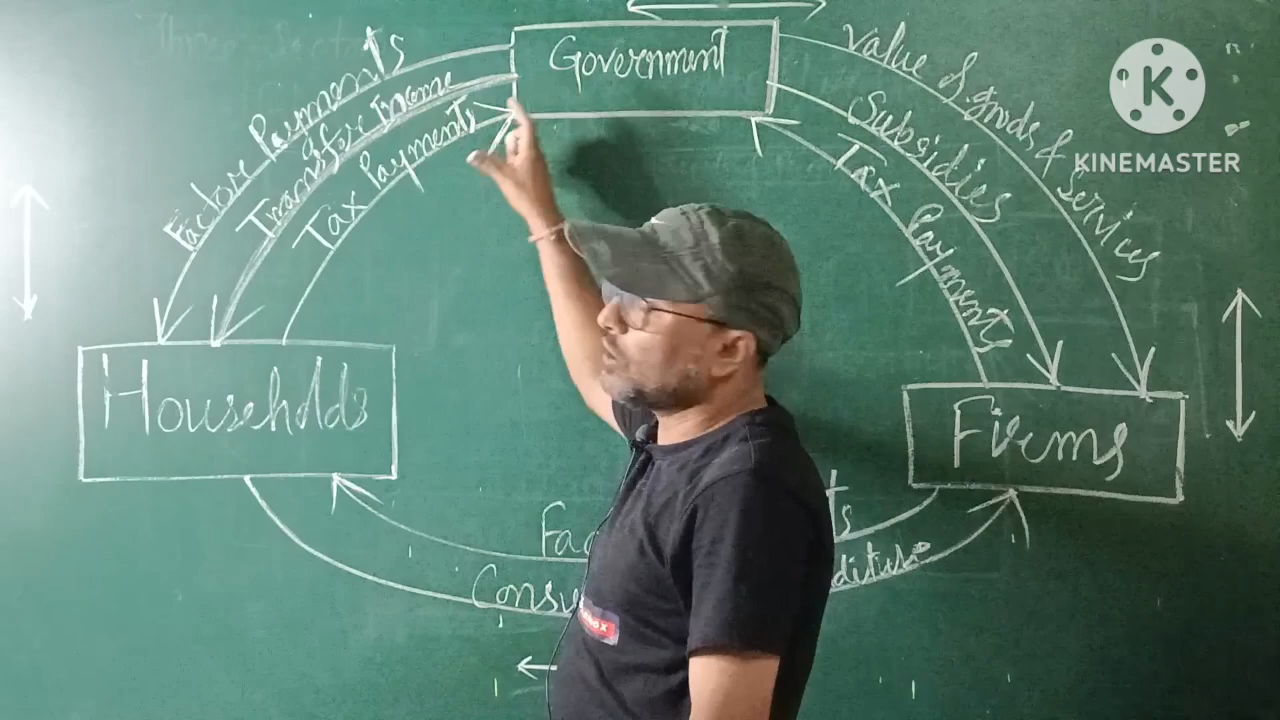 Government
Factor Payments
Transfer Income
Tax Payments
Value of goods & Services
Subsidies
Tax Payments
K
KINEMASTER
Households
Firms